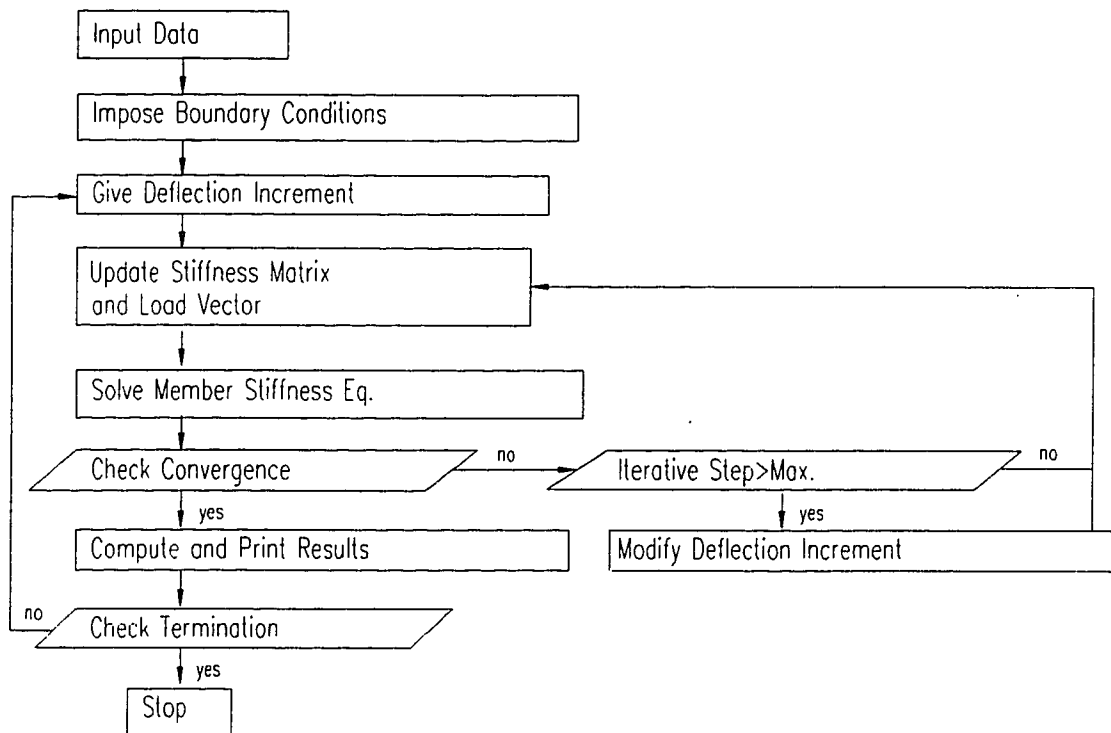 Input Data
Impose Boundary Conditions
Give Deflection Increment
Update Stiffness Matrix
and Load Vector
Solve Member Stiffness Eq.
Check Convergence
no
Iterative Step>Max.
no
yes
yes
Compute and Print Results
Modify Deflection Increment
no
Check Termination
yes
Stop